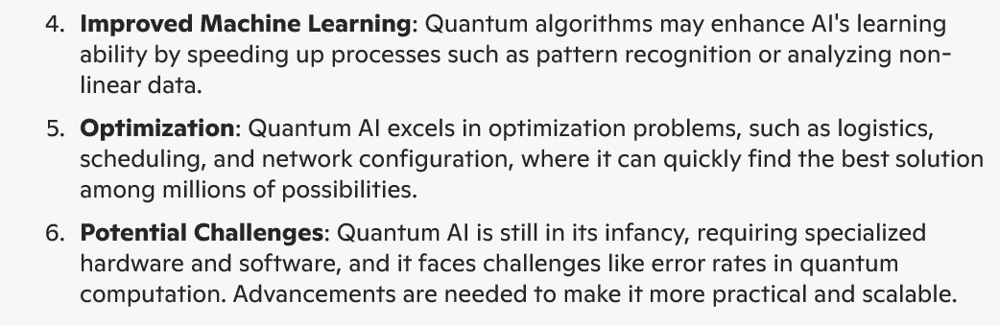 4. Improved Machine Learning: Quantum algorithms may enhance AI's learning
ability by speeding up processes such as pattern recognition or analyzing non-
linear data.
5. Optimization: Quantum AI excels in optimization problems, such as logistics,
scheduling, and network configuration, where it can quickly find the best solution
among millions of possibilities.
6. Potential Challenges: Quantum AI is still in its infancy, requiring specialized
hardware and software, and it faces challenges like error rates in quantum
computation. Advancements are needed to make it more practical and scalable.